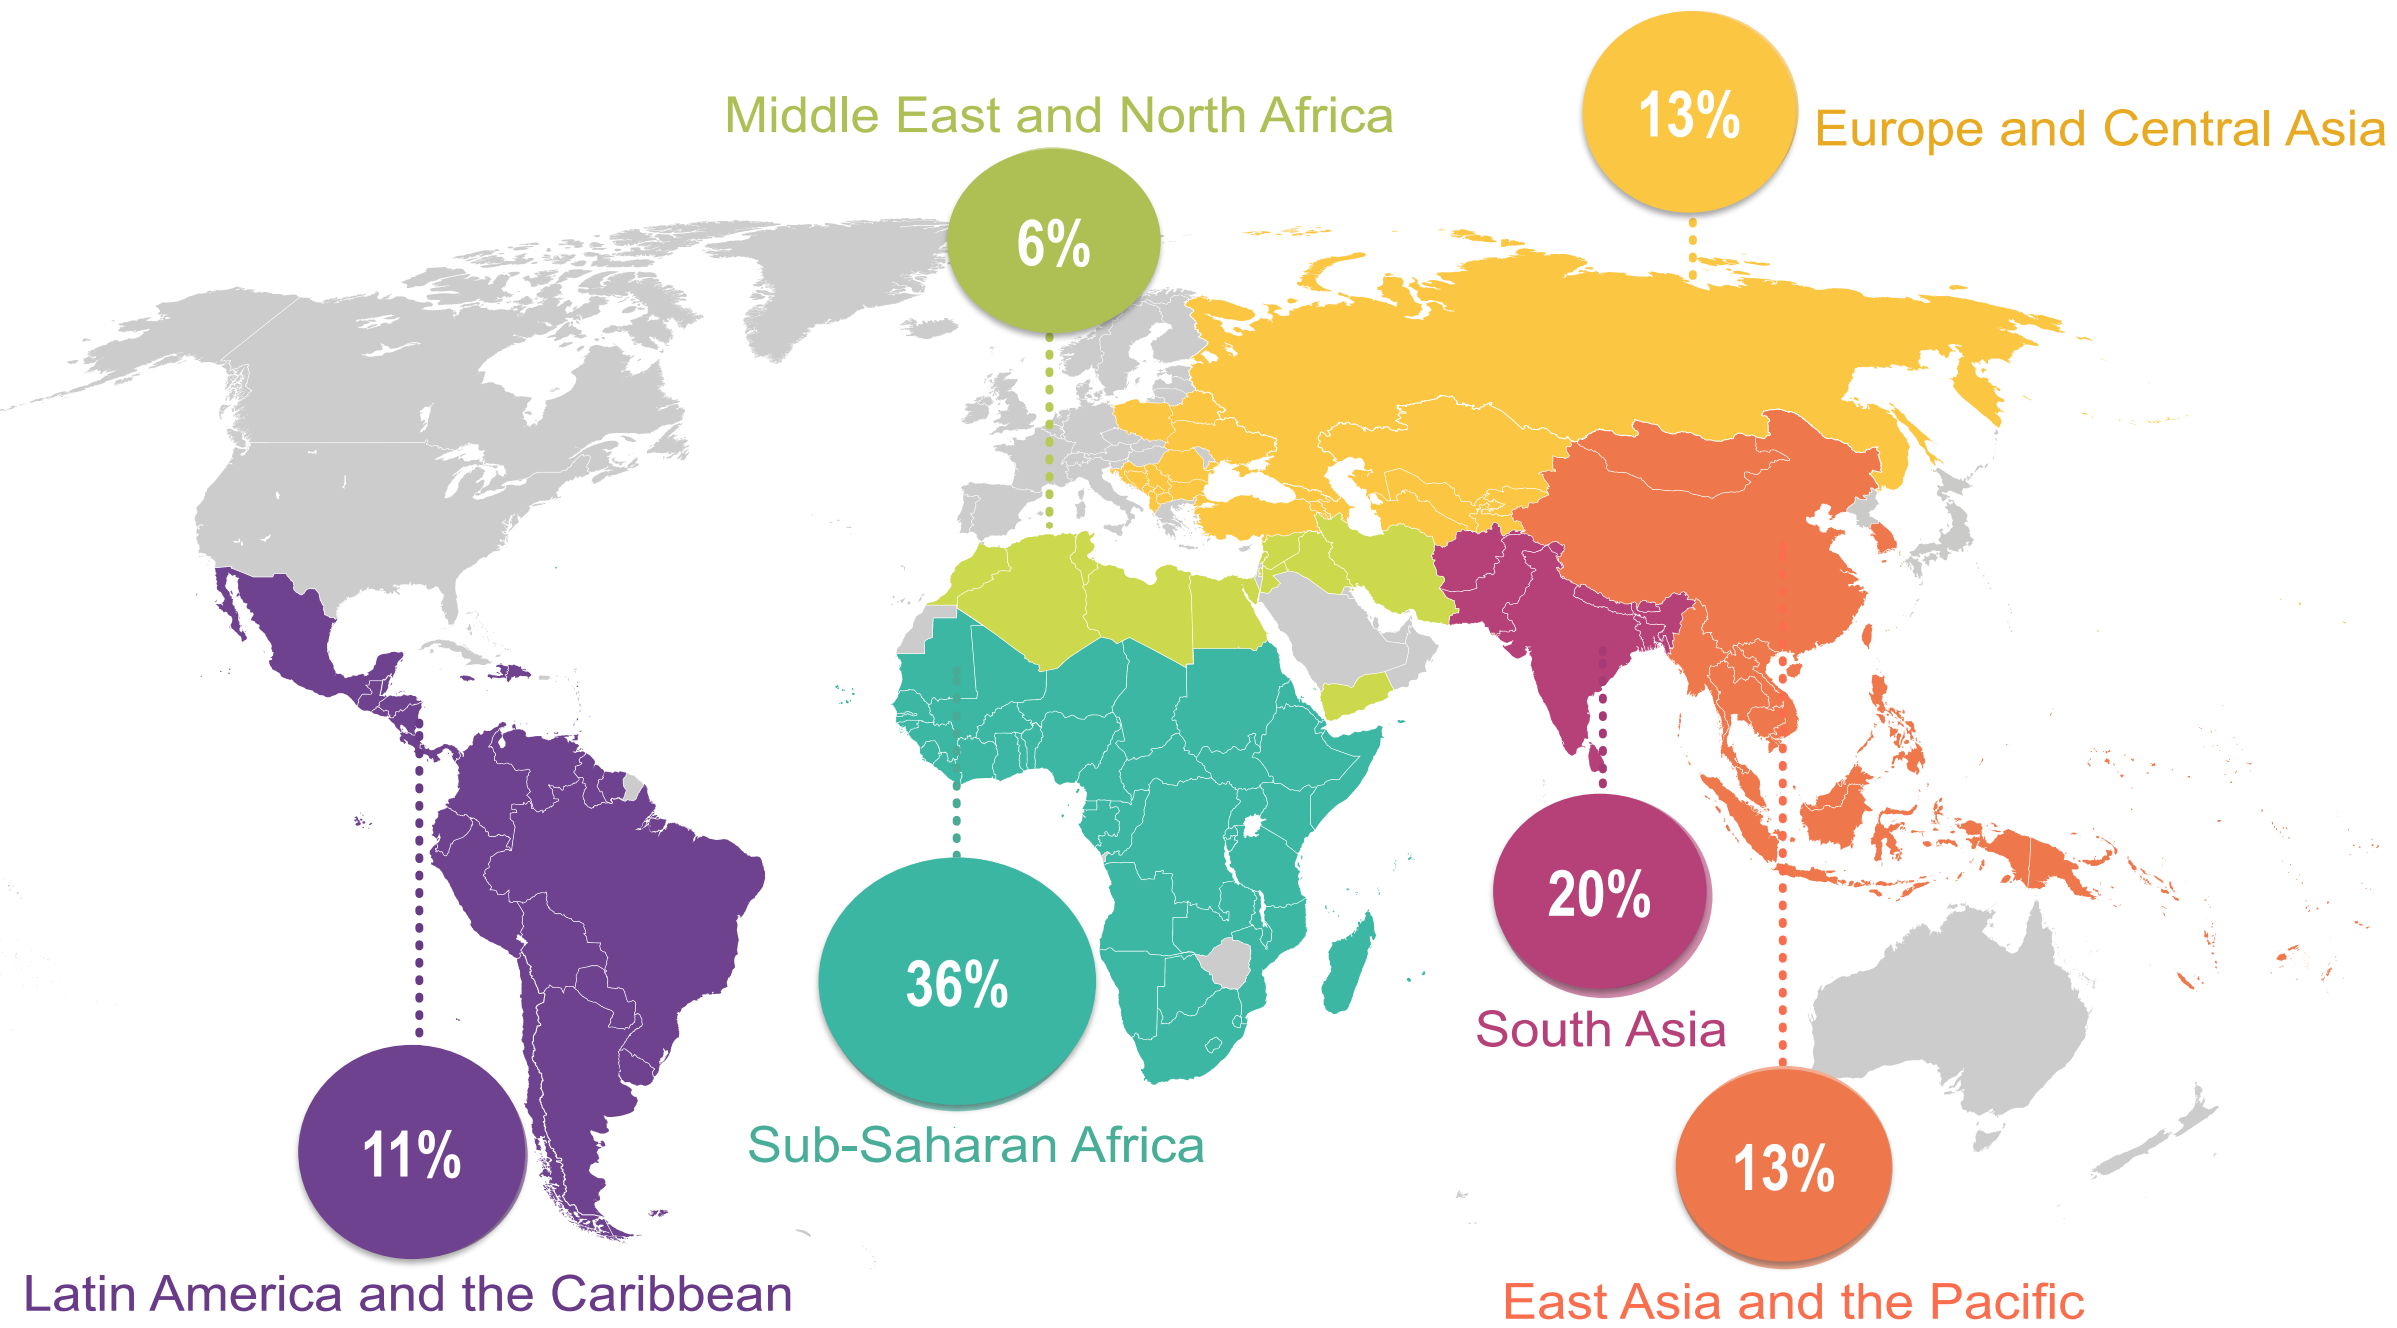 13%
Middle East and North Africa
Europe and Central Asia
6%
20%
36%
South Asia
Sub-Saharan Africa
11%
13%
Latin America and the Caribbean
East Asia and the Pacific